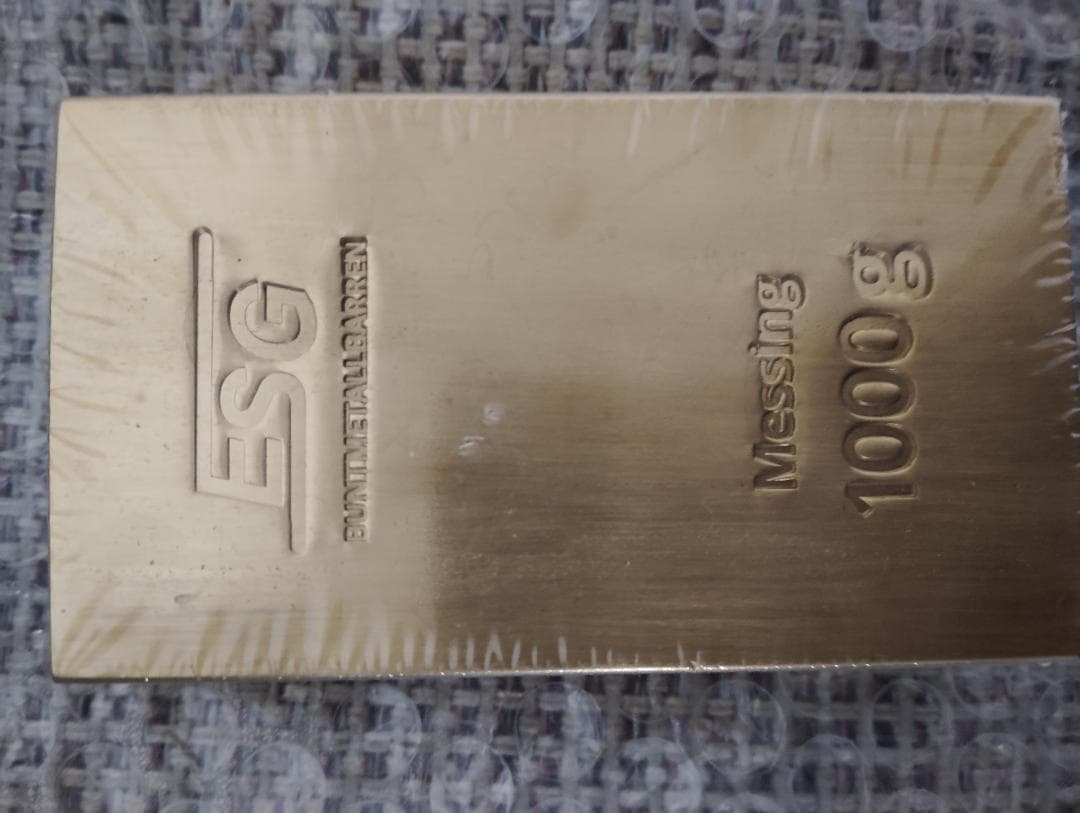 ESG
BUNTMETALLBARREN
Messing
1000 g